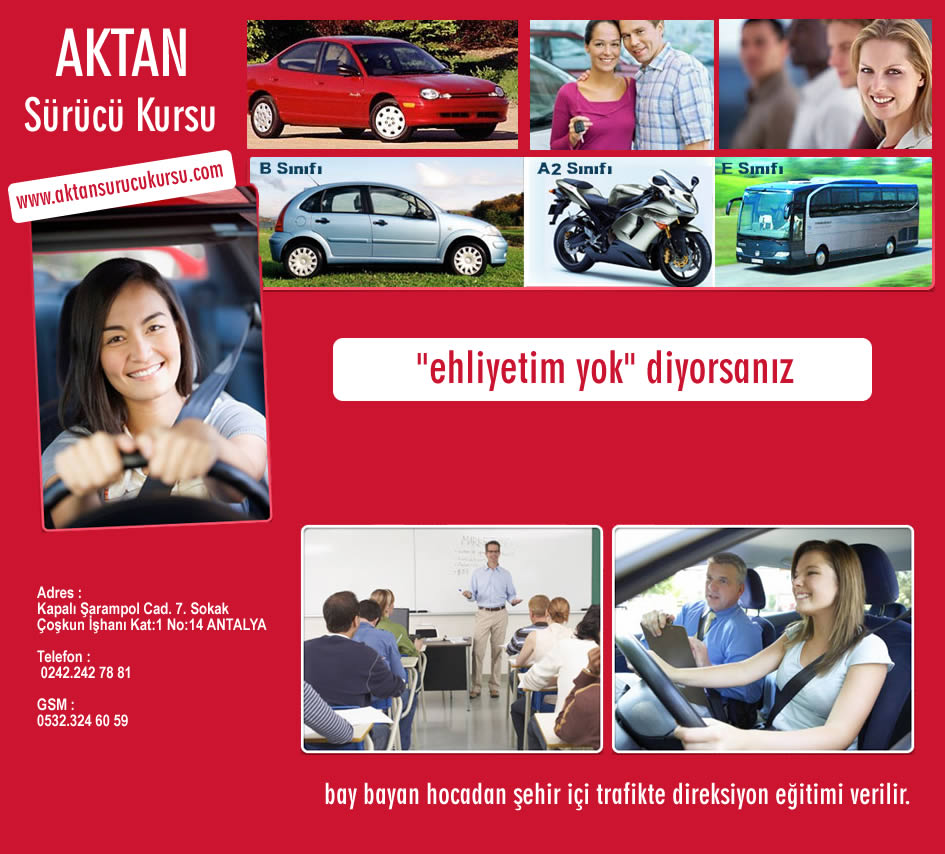 AKTAN
Sürücü Kursu
www.aktansurucukursu.com
B Sınıfı
A2 Sınıfı
E Sınıfı
"ehliyetim yok" diyorsanız
Adres :
Kapalı Şarampol Cad. 7. Sokak
Çoşkun İşhanı Kat:1 No:14 ANTALYA
Telefon :
0242.242 78 81
GSM :
0532.324 60 59
bay bayan hocadan şehir içi trafikte direksiyon eğitimi verilir.